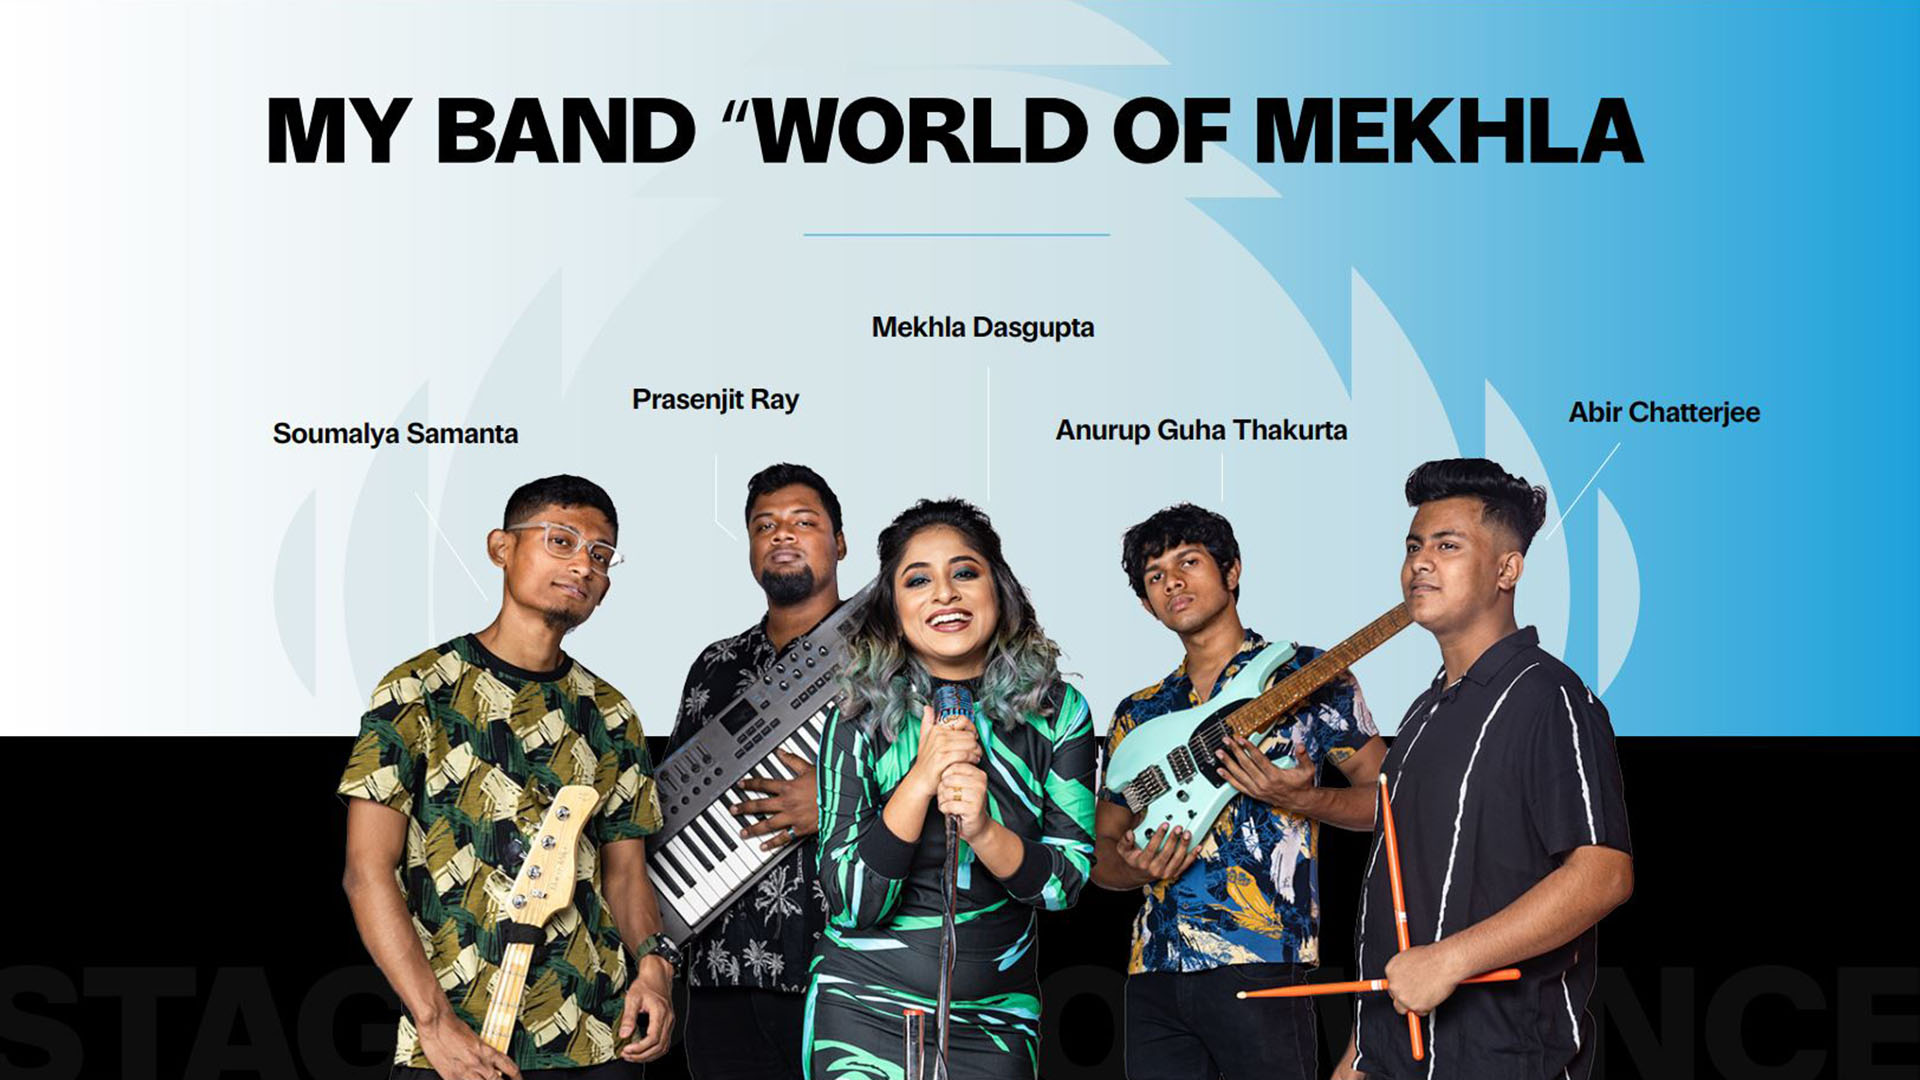 MY BAND “WORLD OF MEKHLA
Mekhla Dasgupta
Prasenjit Ray
Abir Chatterjee
Anurup Guha Thakurta
Soumalya Samanta